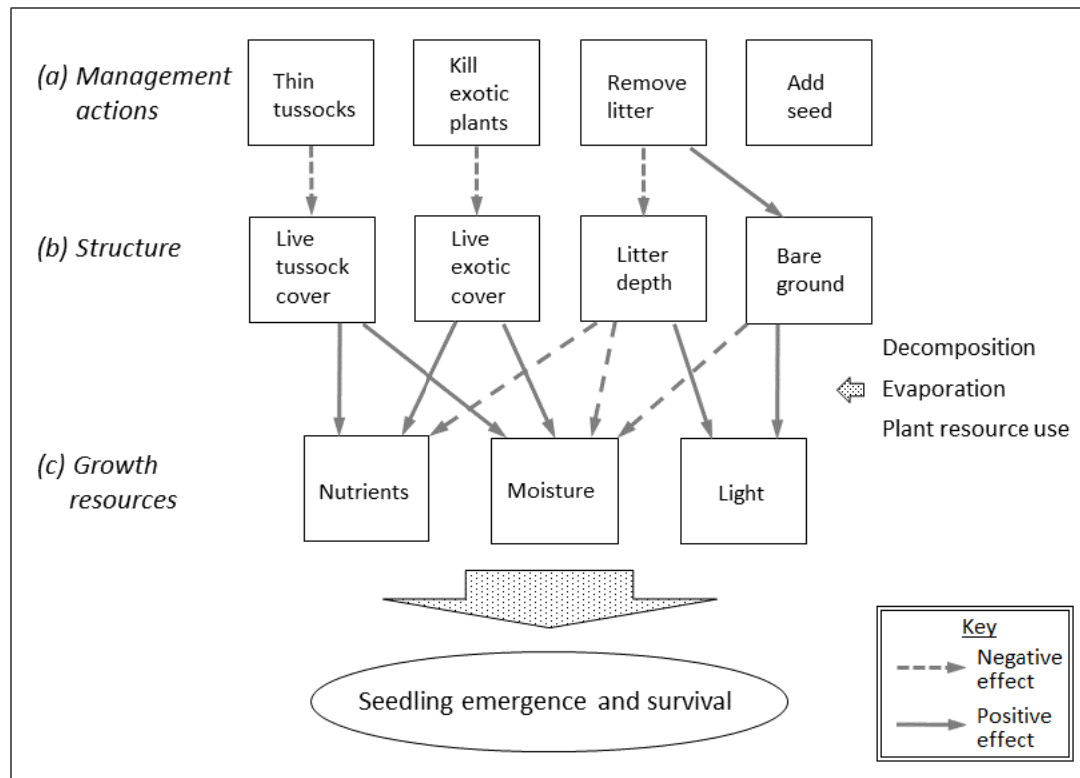 (a) Management
actions
Thin
tussocks
Kill
exotic
plants
Remove
litter
Add
seed
(b) Structure
Live
tussock
cover
Live
exotic
cover
Litter
depth
Bare
ground
Decomposition
Evaporation
Plant resource use
(c) Growth
resources
Nutrients
Moisture
Light
Seedling emergence and survival
Key
Negative
effect
Positive
effect